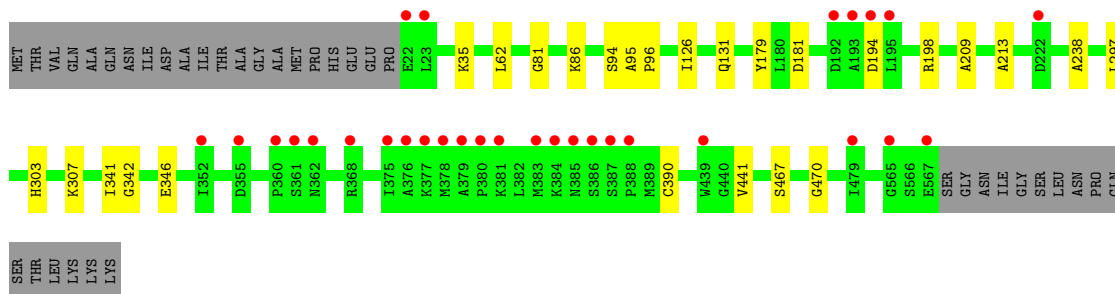 MET THR VAL GLN ALA GLN ASN ILE ASP ALA ILE THR ALA GLY ALA MET PRO HIS GLU GLU PRO E22 L23 K35 L62 G81 K86 S94 A95 P96 I126 Q131 Y179 L180 D181 D192 A193 D194 L195 R198 A209 A213 D222 A238
H303 K307 I341 G342 E346 I352 D355 P360 S361 N362 R368 I375 A376 K377 M378 A379 P380 K381 L382 M383 K384 N385 S386 S387 P388 M389 C390 W439 G440 V441 S467 G470 I479 G565 S566 E567 SER GLY ASN ILE GLY SER LEU ASN PRO GLN
SER THR LEU LYS LYS LYS